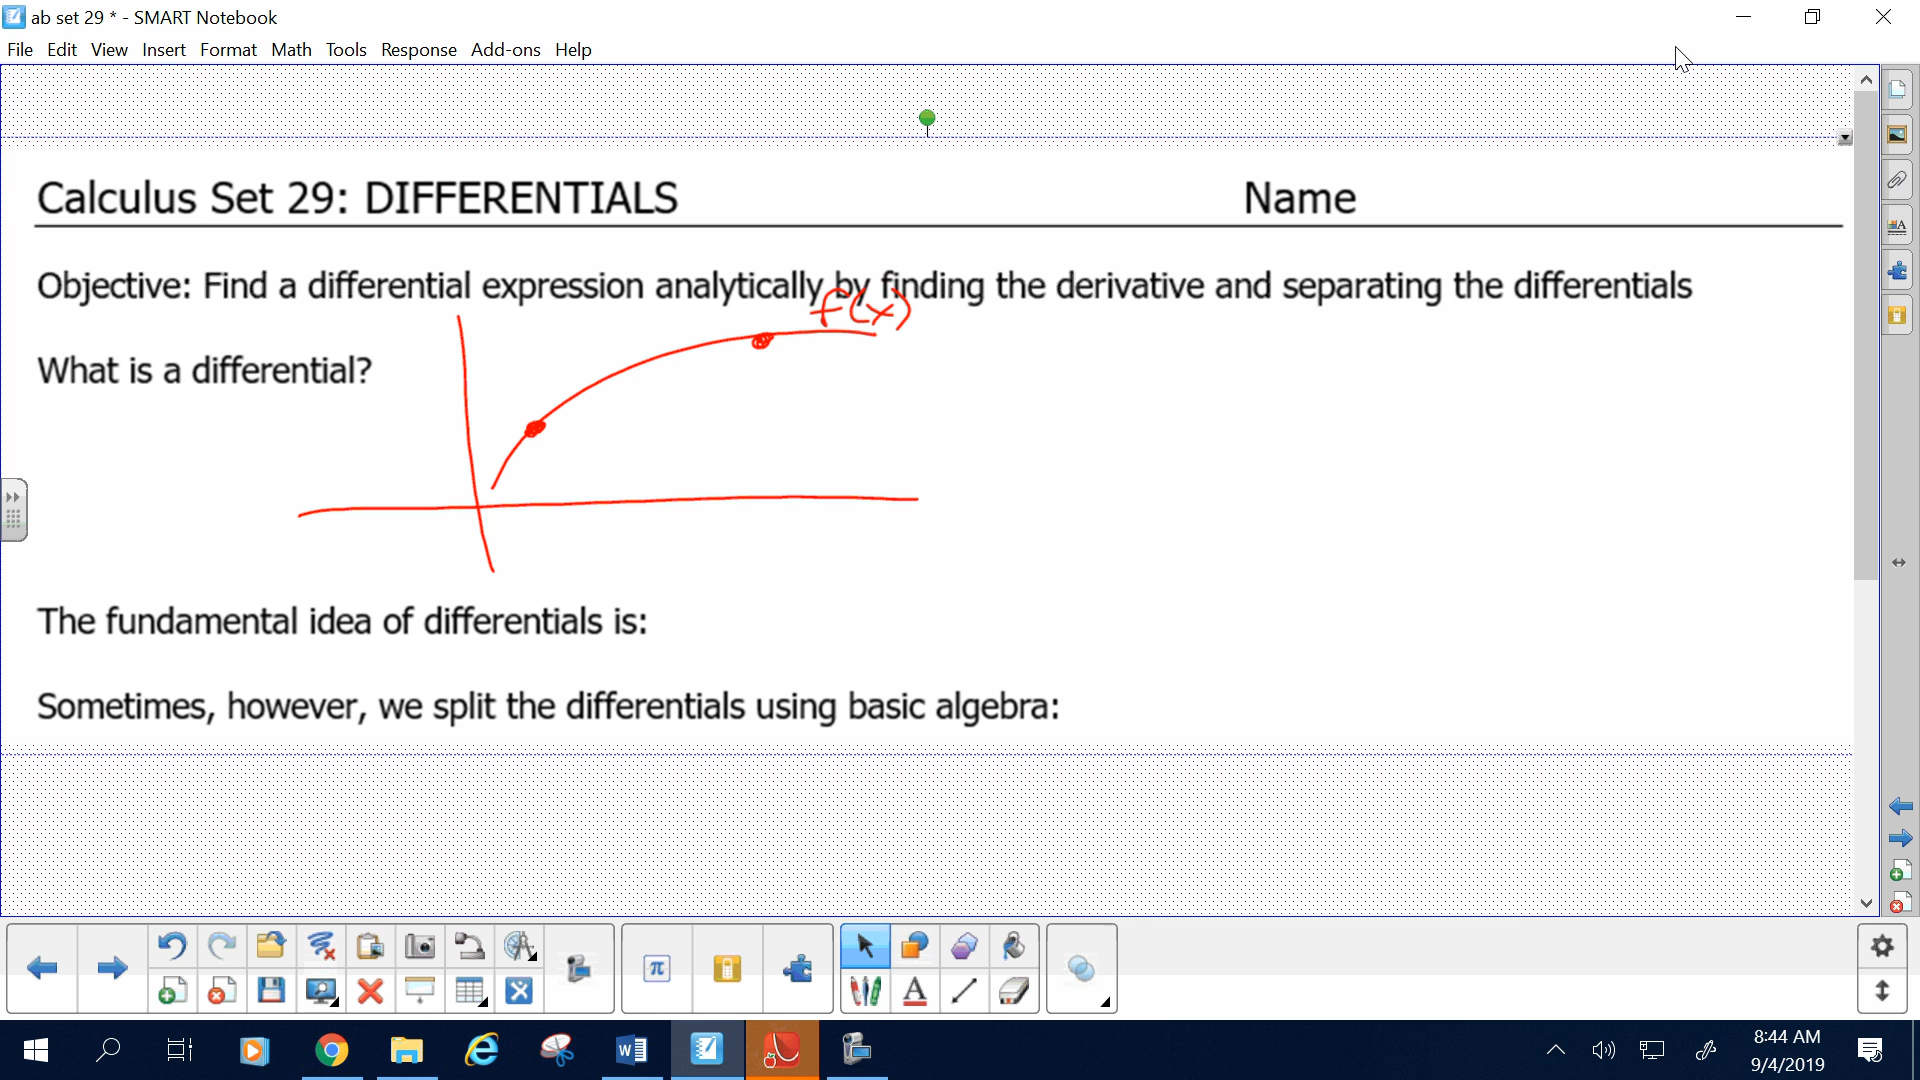 ab set 29 * - SMART Notebook
File Edit View Insert Format Math Tools Response Add-ons Help
Calculus Set 29: DIFFERENTIALS Name
Objective: Find a differential expression analytically by finding the derivative and separating the differentials
f(x)
What is a differential?
The fundamental idea of differentials is:
Sometimes, however, we split the differentials using basic algebra:
8:44 AM
9/4/2019